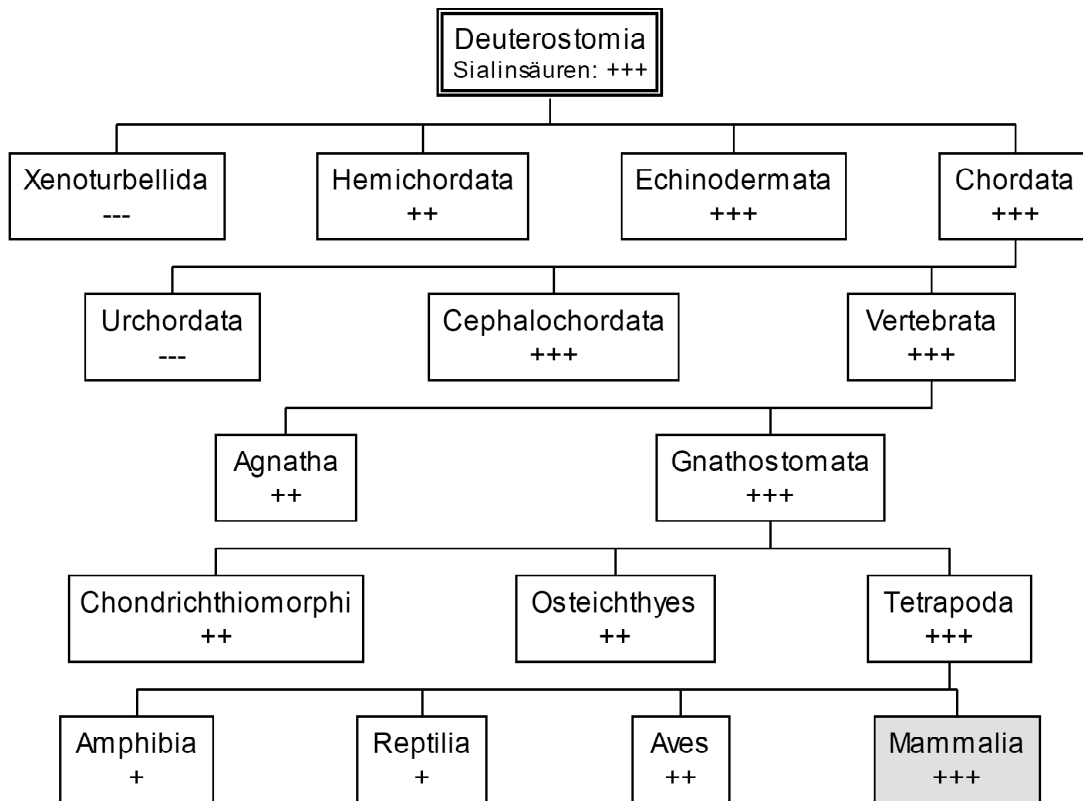 Deuterostomia
Sialinsäuren: +++
Xenoturbellida
---
Hemichordata
++
Echinodermata
+++
Chordata
+++
Urchordata
---
Cephalochordata
+++
Vertebrata
+++
Agnatha
++
Gnathostomata
+++
Chondrichthiomorphi
++
Osteichthyes
++
Tetrapoda
+++
Amphibia
+
Reptilia
+
Aves
++
Mammalia
+++